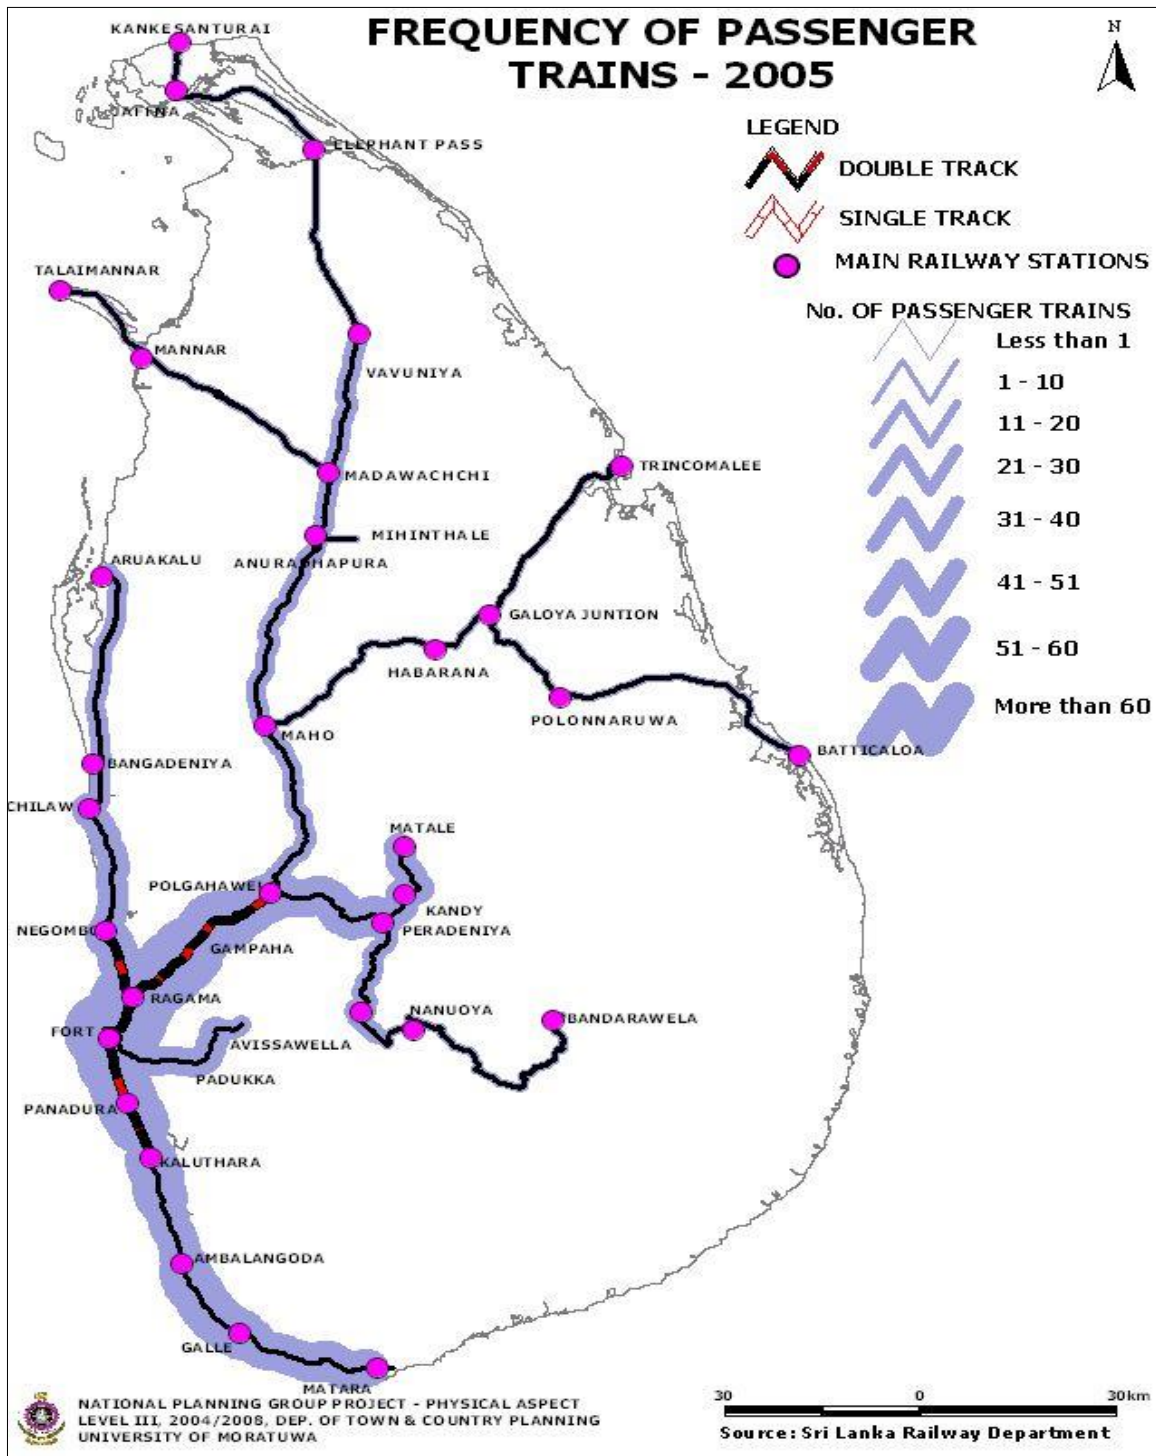 FREQUENCY OF PASSENGER
TRAINS - 2005
N
KANKESANTURAI
JAFFNA
ELEPHANT PASS
LEGEND
DOUBLE TRACK
SINGLE TRACK
MAIN RAILWAY STATIONS
No. OF PASSENGER TRAINS
Less than 1
1 - 10
11 - 20
21 - 30
31 - 40
41 - 51
51 - 60
More than 60
TALAIMANNAR
MANNAR
VAVUNIYA
MADAWACHCHI
TRINCOMALEE
MIHINTHALE
ANURADHAPURA
ARUAKALU
GALOYA JUNTION
HABARANA
POLONNARUWA
MAHO
BATTICALOA
BANGADENIYA
CHILAW
MATALE
POLGAHAWEL
KANDY
PERADENIYA
NEGOMBO
GAMPAHA
RAGAMA
NANUOYA
BANDARAWELA
FORT
AVISSAWELLA
PADUKKA
PANADURA
KALUTHARA
AMBALANGODA
GALLE
MATARA
NATIONAL PLANNING GROUP PROJECT - PHYSICAL ASPECT
LEVEL III, 2004/2008, DEP. OF TOWN & COUNTRY PLANNING
UNIVERSITY OF MORATUWA
30 0 30km
Source: Sri Lanka Railway Department